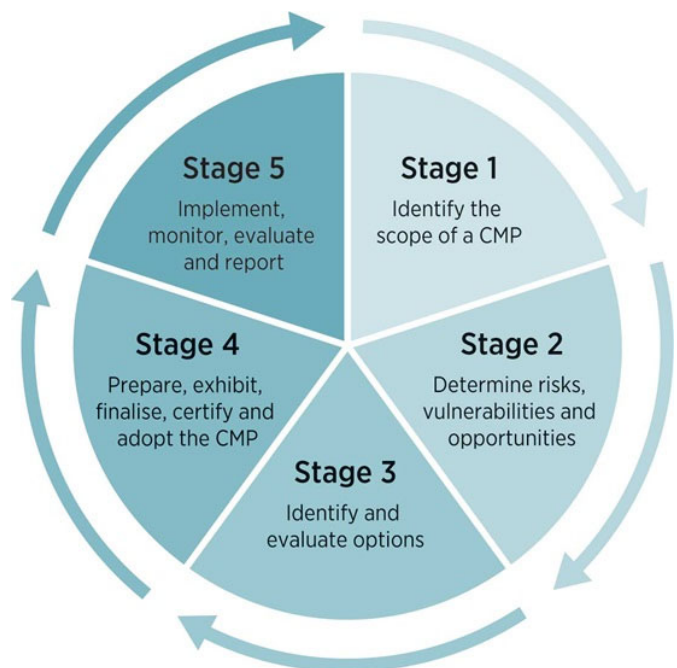 Stage 1
Identify the
scope of a CMP
Stage 2
Determine risks,
vulnerabilities and
opportunities
Stage 3
Identify and
evaluate options
Stage 4
Prepare, exhibit,
finalise, certify and
adopt the CMP
Stage 5
Implement,
monitor, evaluate
and report